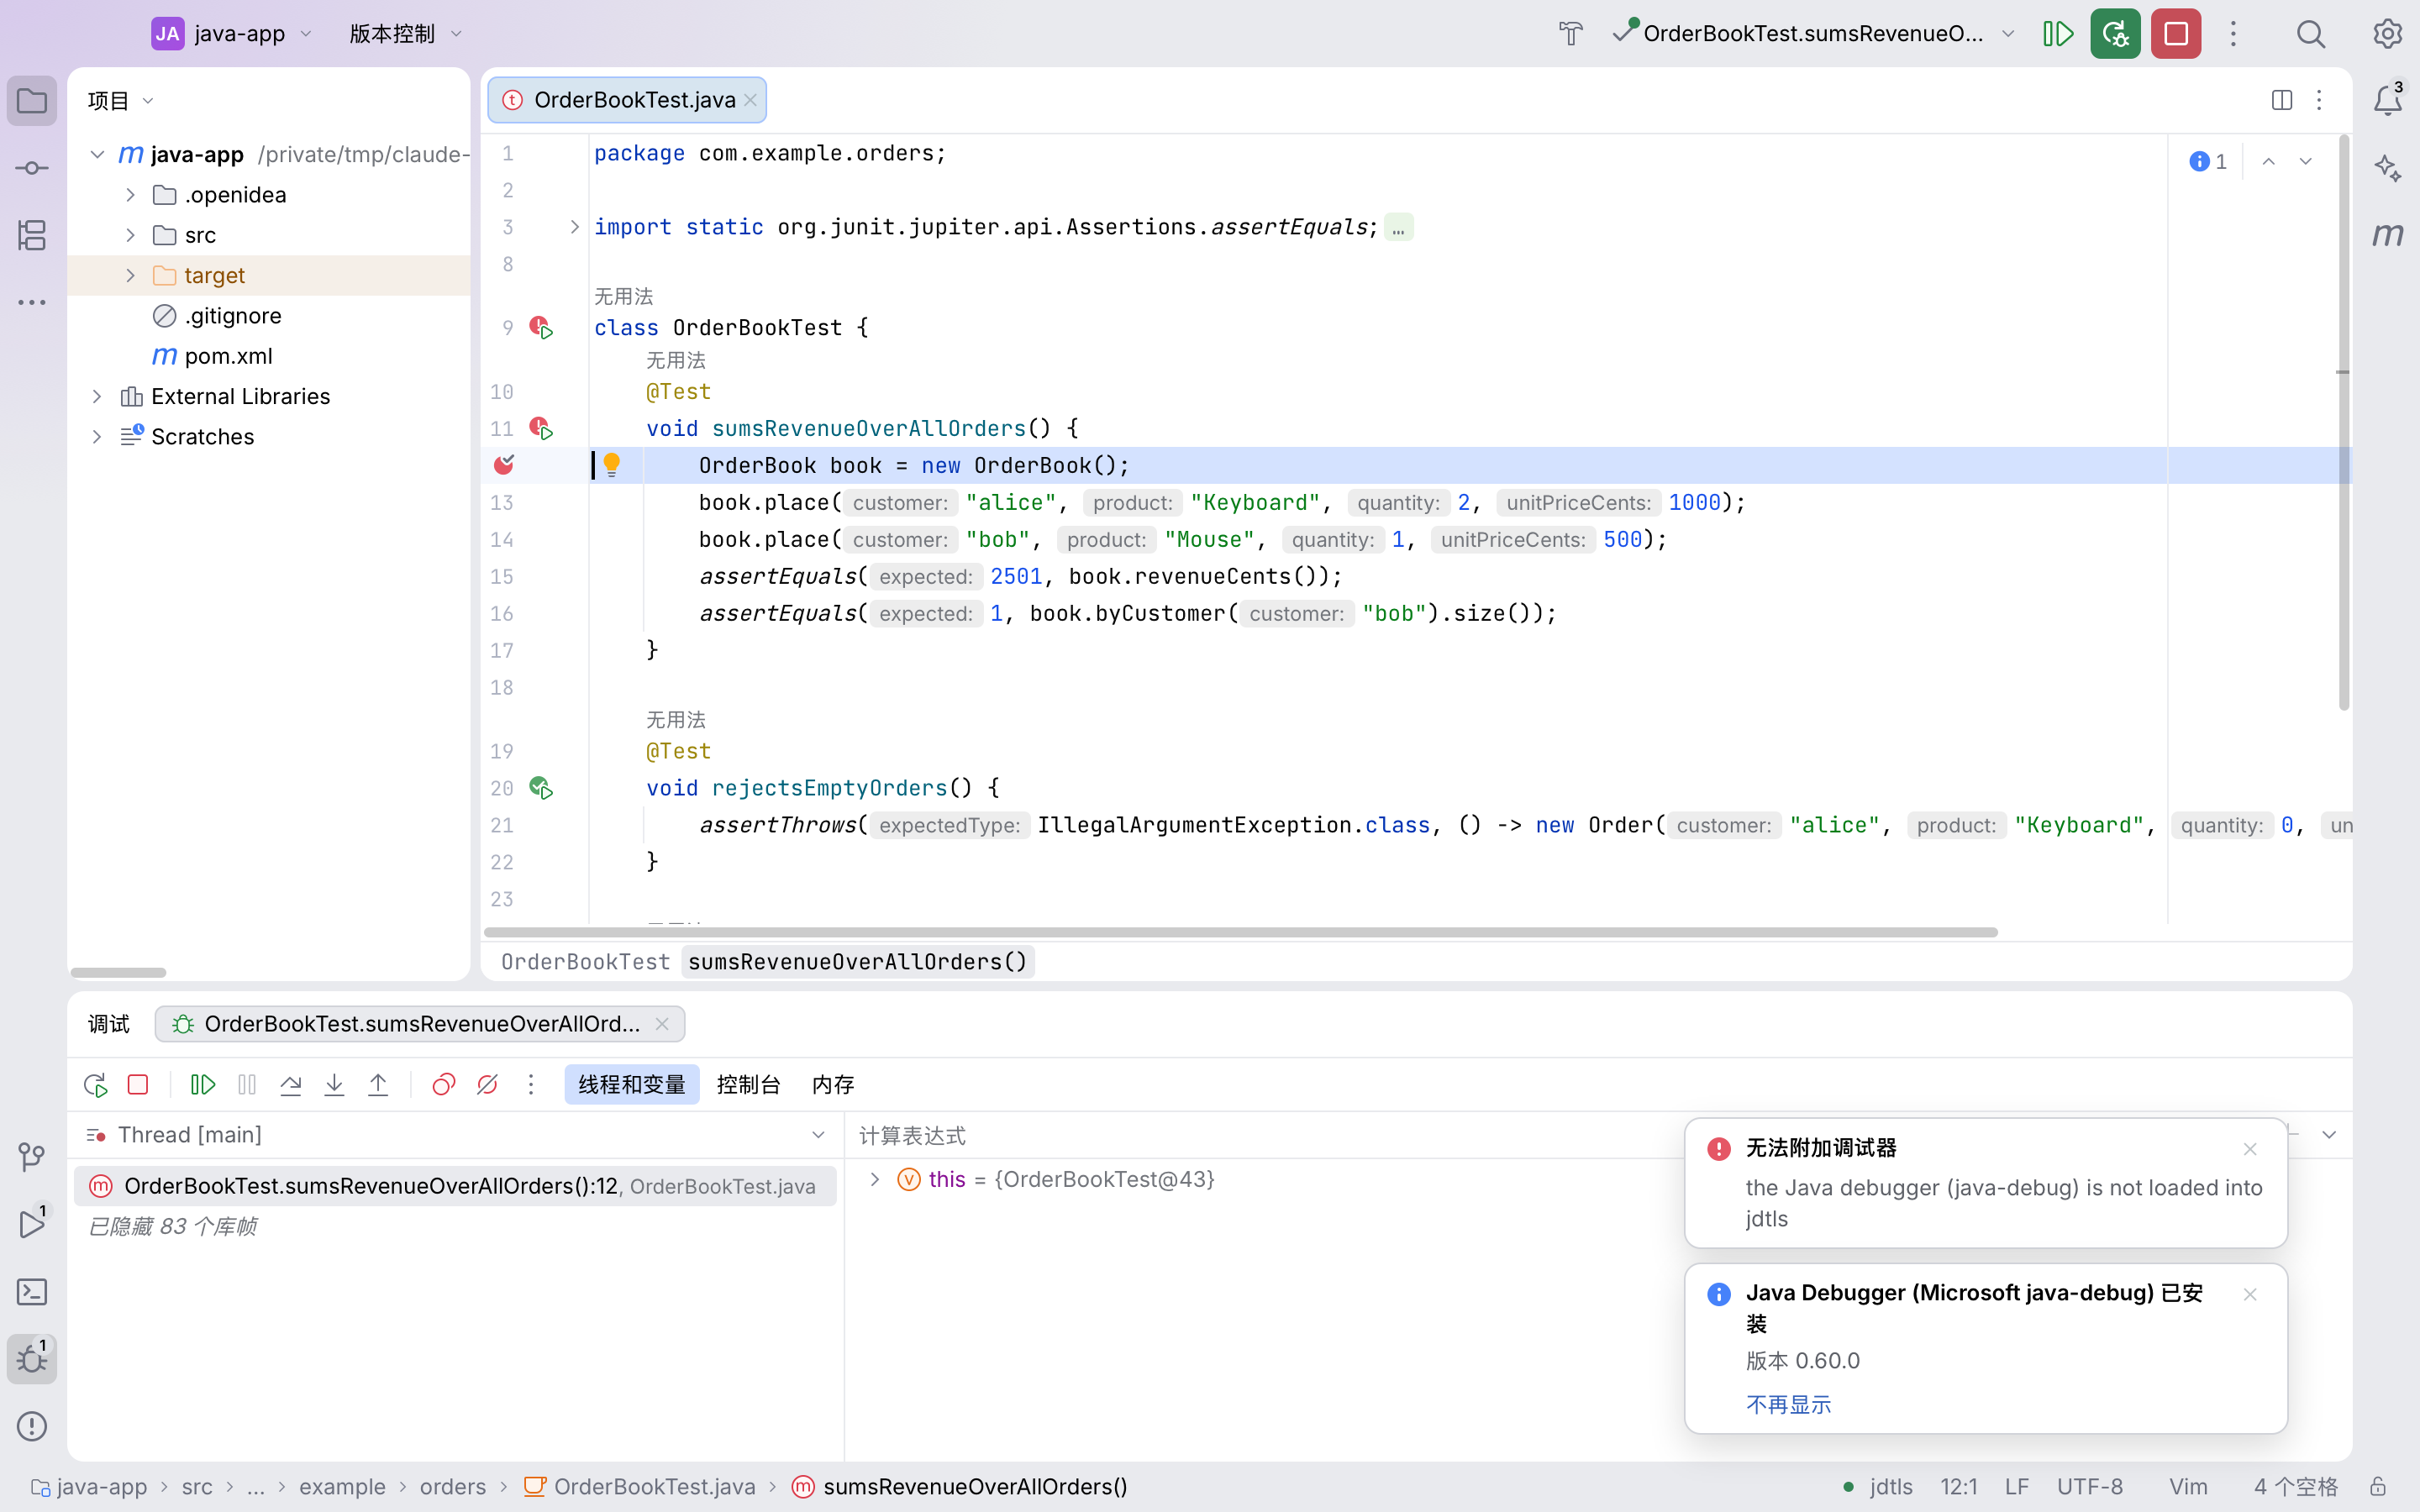 JA java-app 版本控制 OrderBookTest.sumsRevenueO...
项目
java-app /private/tmp/claude-
.openidea
src
target
.gitignore
m pom.xml
External Libraries
Scratches
OrderBookTest.java
3
m
1
1 package com.example.orders;
2
3 import static org.junit.jupiter.api.Assertions.assertEquals;...
8
无用法
9 class OrderBookTest {
无用法
10 @Test
11 void sumsRevenueOverAllOrders() {
OrderBook book = new OrderBook();
13 book.place( customer: "alice", product: "Keyboard", quantity: 2, unitPriceCents: 1000);
14 book.place( customer: "bob", product: "Mouse", quantity: 1, unitPriceCents: 500);
15 assertEquals( expected: 2501, book.revenueCents());
16 assertEquals( expected: 1, book.byCustomer( customer: "bob").size());
17 }
18
无用法
19 @Test
20 void rejectsEmptyOrders() {
21 assertThrows( expectedType: IllegalArgumentException.class, () -> new Order( customer: "alice", product: "Keyboard", quantity: 0, un
22 }
23
OrderBookTest sumsRevenueOverAllOrders()
调试 OrderBookTest.sumsRevenueOverAllOrd...
线程和变量 控制台 内存
Thread [main]
计算表达式
OrderBookTest.sumsRevenueOverAllOrders():12, OrderBookTest.java
已隐藏 83 个库帧
this = {OrderBookTest@43}
无法附加调试器
the Java debugger (java-debug) is not loaded into
jdtls
Java Debugger (Microsoft java-debug) 已安
装
版本 0.60.0
不再显示
1
1
java-app src ... example orders OrderBookTest.java sumsRevenueOverAllOrders()
jdtls 12:1 LF UTF-8 Vim 4 个空格